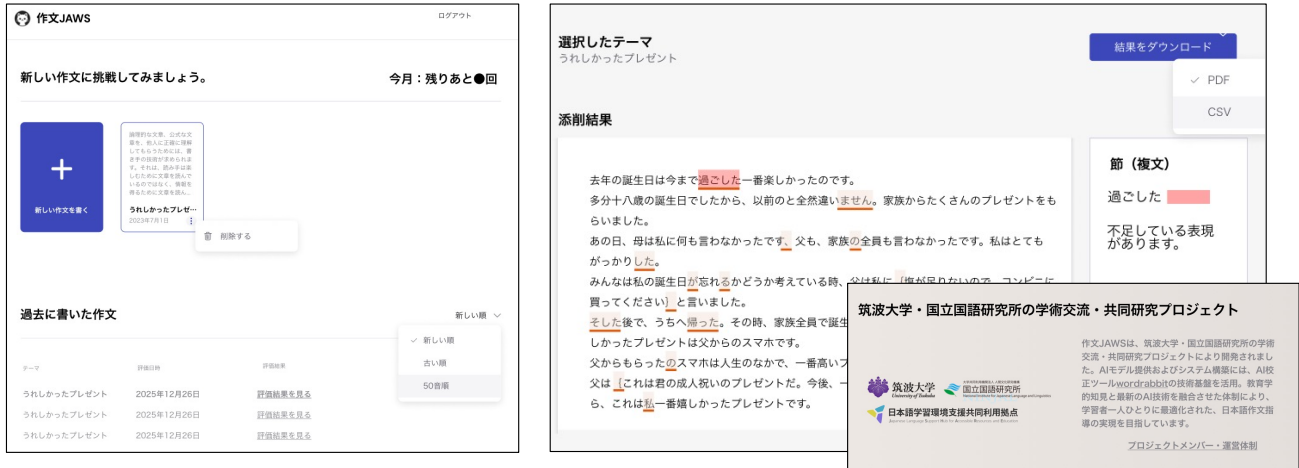 作文JAWS
ログアウト
新しい作文に挑戦してみましょう。
今月：残りあと●回
新しい作文を書く
論理的な文章、公式な文
章を、他人に正確に理解
してもらうためには、書
き手の技術が求められま
す。それは、読み手は楽
しむために文章を読んで
いるのではなく、情報を
得るために文章を読ん…
うれしかったプレゼ…
2023年7月1日
削除する
過去に書いた作文
新しい順
新しい順
古い順
50音順
テーマ
評価日時
評価結果
うれしかったプレゼント 2025年12月26日 評価結果を見る
うれしかったプレゼント 2025年12月26日 評価結果を見る
うれしかったプレゼント 2025年12月26日 評価結果を見る
選択したテーマ
うれしかったプレゼント
結果をダウンロード
PDF
CSV
添削結果
去年の誕生日は今まで過ごした一番楽しかったのです。
多分十八歳の誕生日でしたから、以前のと全然違いません。家族からたくさんのプレゼントをも
らいました。
あの日、母は私に何も言わなかったです、父も、家族の全員も言わなかったです。私はとても
がっかりした。
みんなは私の誕生日が忘れるかどうか考えている時、父は私に｛塩が足りないので、コンビニに
買ってください｝と言いました。
そした後で、うちへ帰った。その時、家族全員で誕生
しかったプレゼントは父からのスマホです。
父からもらったのスマホは人生のなかで、一番高いプ
父は｛これは君の成人祝いのプレゼントだ。今後、一
ら、これは私一番嬉しかったプレゼントです。
節（複文）
過ごした
不足している表現
があります。
筑波大学・国立国語研究所の学術交流・共同研究プロジェクト
筑波大学
University of Tsukuba
国立国語研究所
日本語学習環境支援共同利用拠点
Japanese Language Support Hub for Accessible Resources and Education
作文JAWSは、筑波大学・国立国語研究所の学術
交流・共同研究プロジェクトにより開発されまし
た。AIモデル提供およびシステム構築には、AI校
正ツールwordrabbitの技術基盤を活用。教育学
的知見と最新のAI技術を融合させた体制により、
学習者一人ひとりに最適化された、日本語作文指
導の実現を目指しています。
プロジェクトメンバー・運営体制